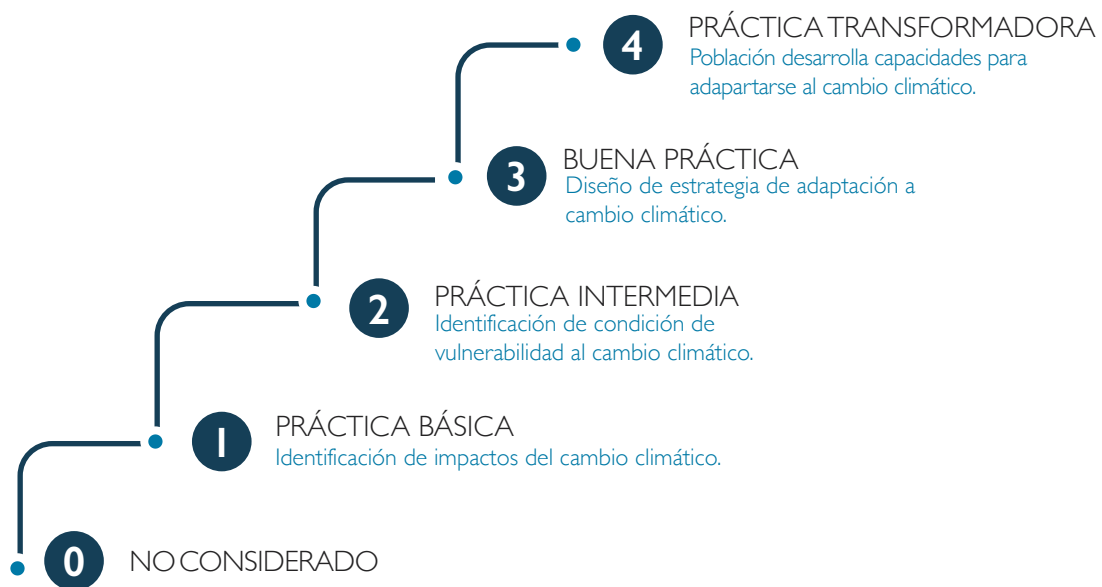 4
PRÁCTICA TRANSFORMADORA
Población desarrolla capacidades para
adapartarse al cambio climático.
3
BUENA PRÁCTICA
Diseño de estrategia de adaptación a
cambio climático.
2
PRÁCTICA INTERMEDIA
Identificación de condición de
vulnerabilidad al cambio climático.
1
PRÁCTICA BÁSICA
Identificación de impactos del cambio climático.
0
NO CONSIDERADO